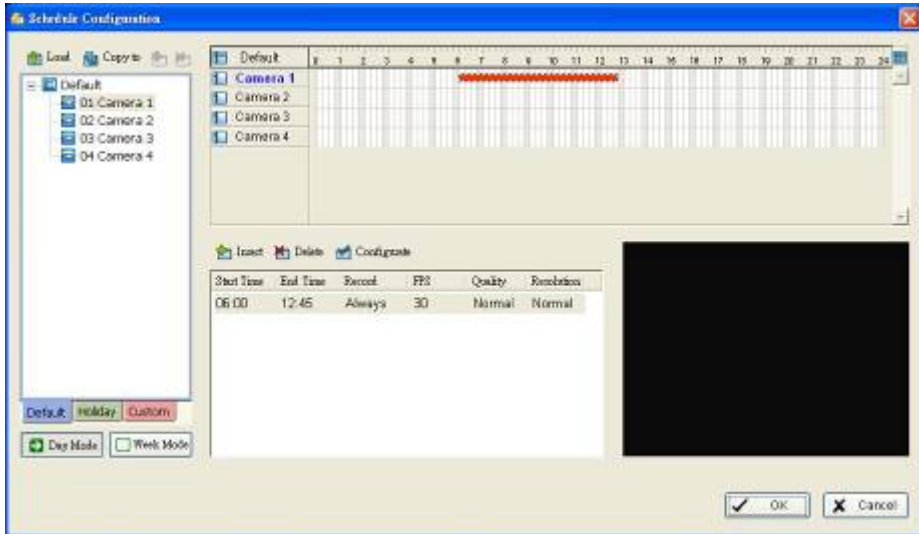 Schedule Configuration
Load Copy to
Default
01 Camera 1
02 Camera 2
03 Camera 3
04 Camera 4
Default Holiday Custom
Day Mode Week Mode
Default 0 1 2 3 4 5 6 7 8 9 10 11 12 13 14 15 16 17 18 19 20 21 22 23 24
Camera 1
Camera 2
Camera 3
Camera 4
Insert Delete Configurate
Start Time End Time Record FPS Quality Resolution
06:00 12:45 Always 30 Normal Normal
OK Cancel